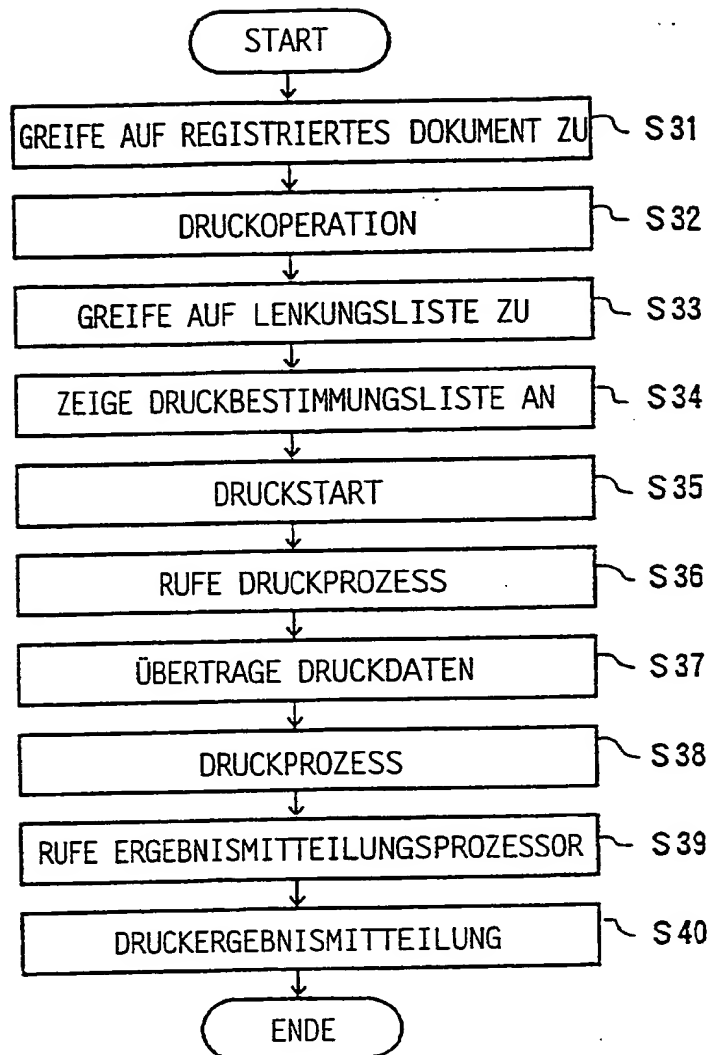 START
GREIFE AUF REGISTRIERTES DOKUMENT ZU S31
DRUCKOPERATION S32
GREIFE AUF LENKUNGSLISTE ZU S33
ZEIGE DRUCKBESTIMMUNGSLISTE AN S34
DRUCKSTART S35
RUFE DRUCKPROZESS S36
ÜBERTRAGE DRUCKDATEN S37
DRUCKPROZESS S38
RUFE ERGEBNISMITTEILUNGSPROZESSOR S39
DRUCKERGEBNISMITTEILUNG S40
ENDE